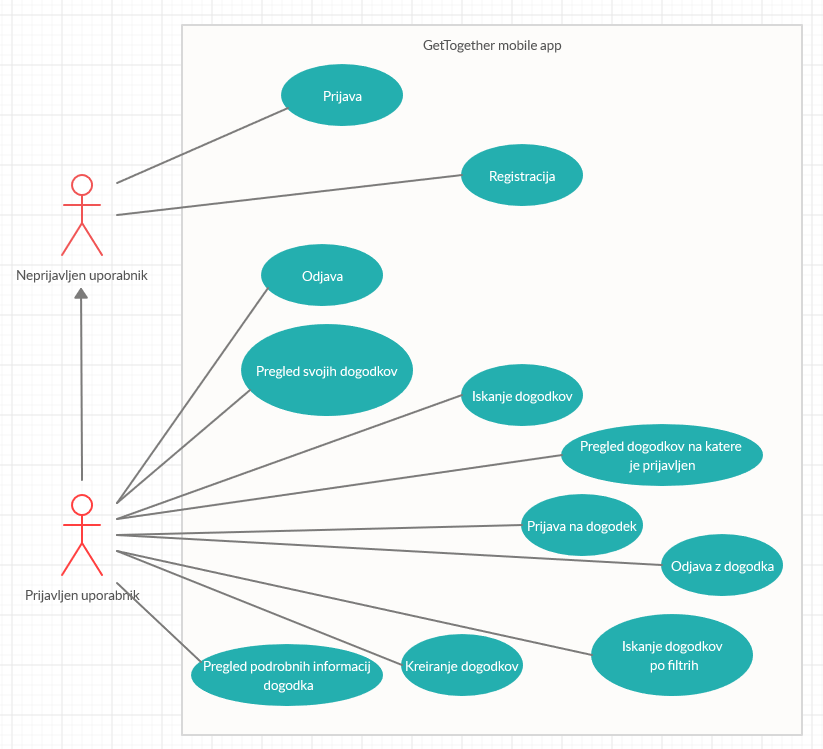 GetTogether mobile app
Prijava
Registracija
Neprijavljen uporabnik
Odjava
Pregled svojih dogodkov
Iskanje dogodkov
Pregled dogodkov na katere
je prijavljen
Prijava na dogodek
Odjava z dogodka
Prijavljen uporabnik
Iskanje dogodkov
po filtrih
Pregled podrobnih informacij
dogodka
Kreiranje dogodkov